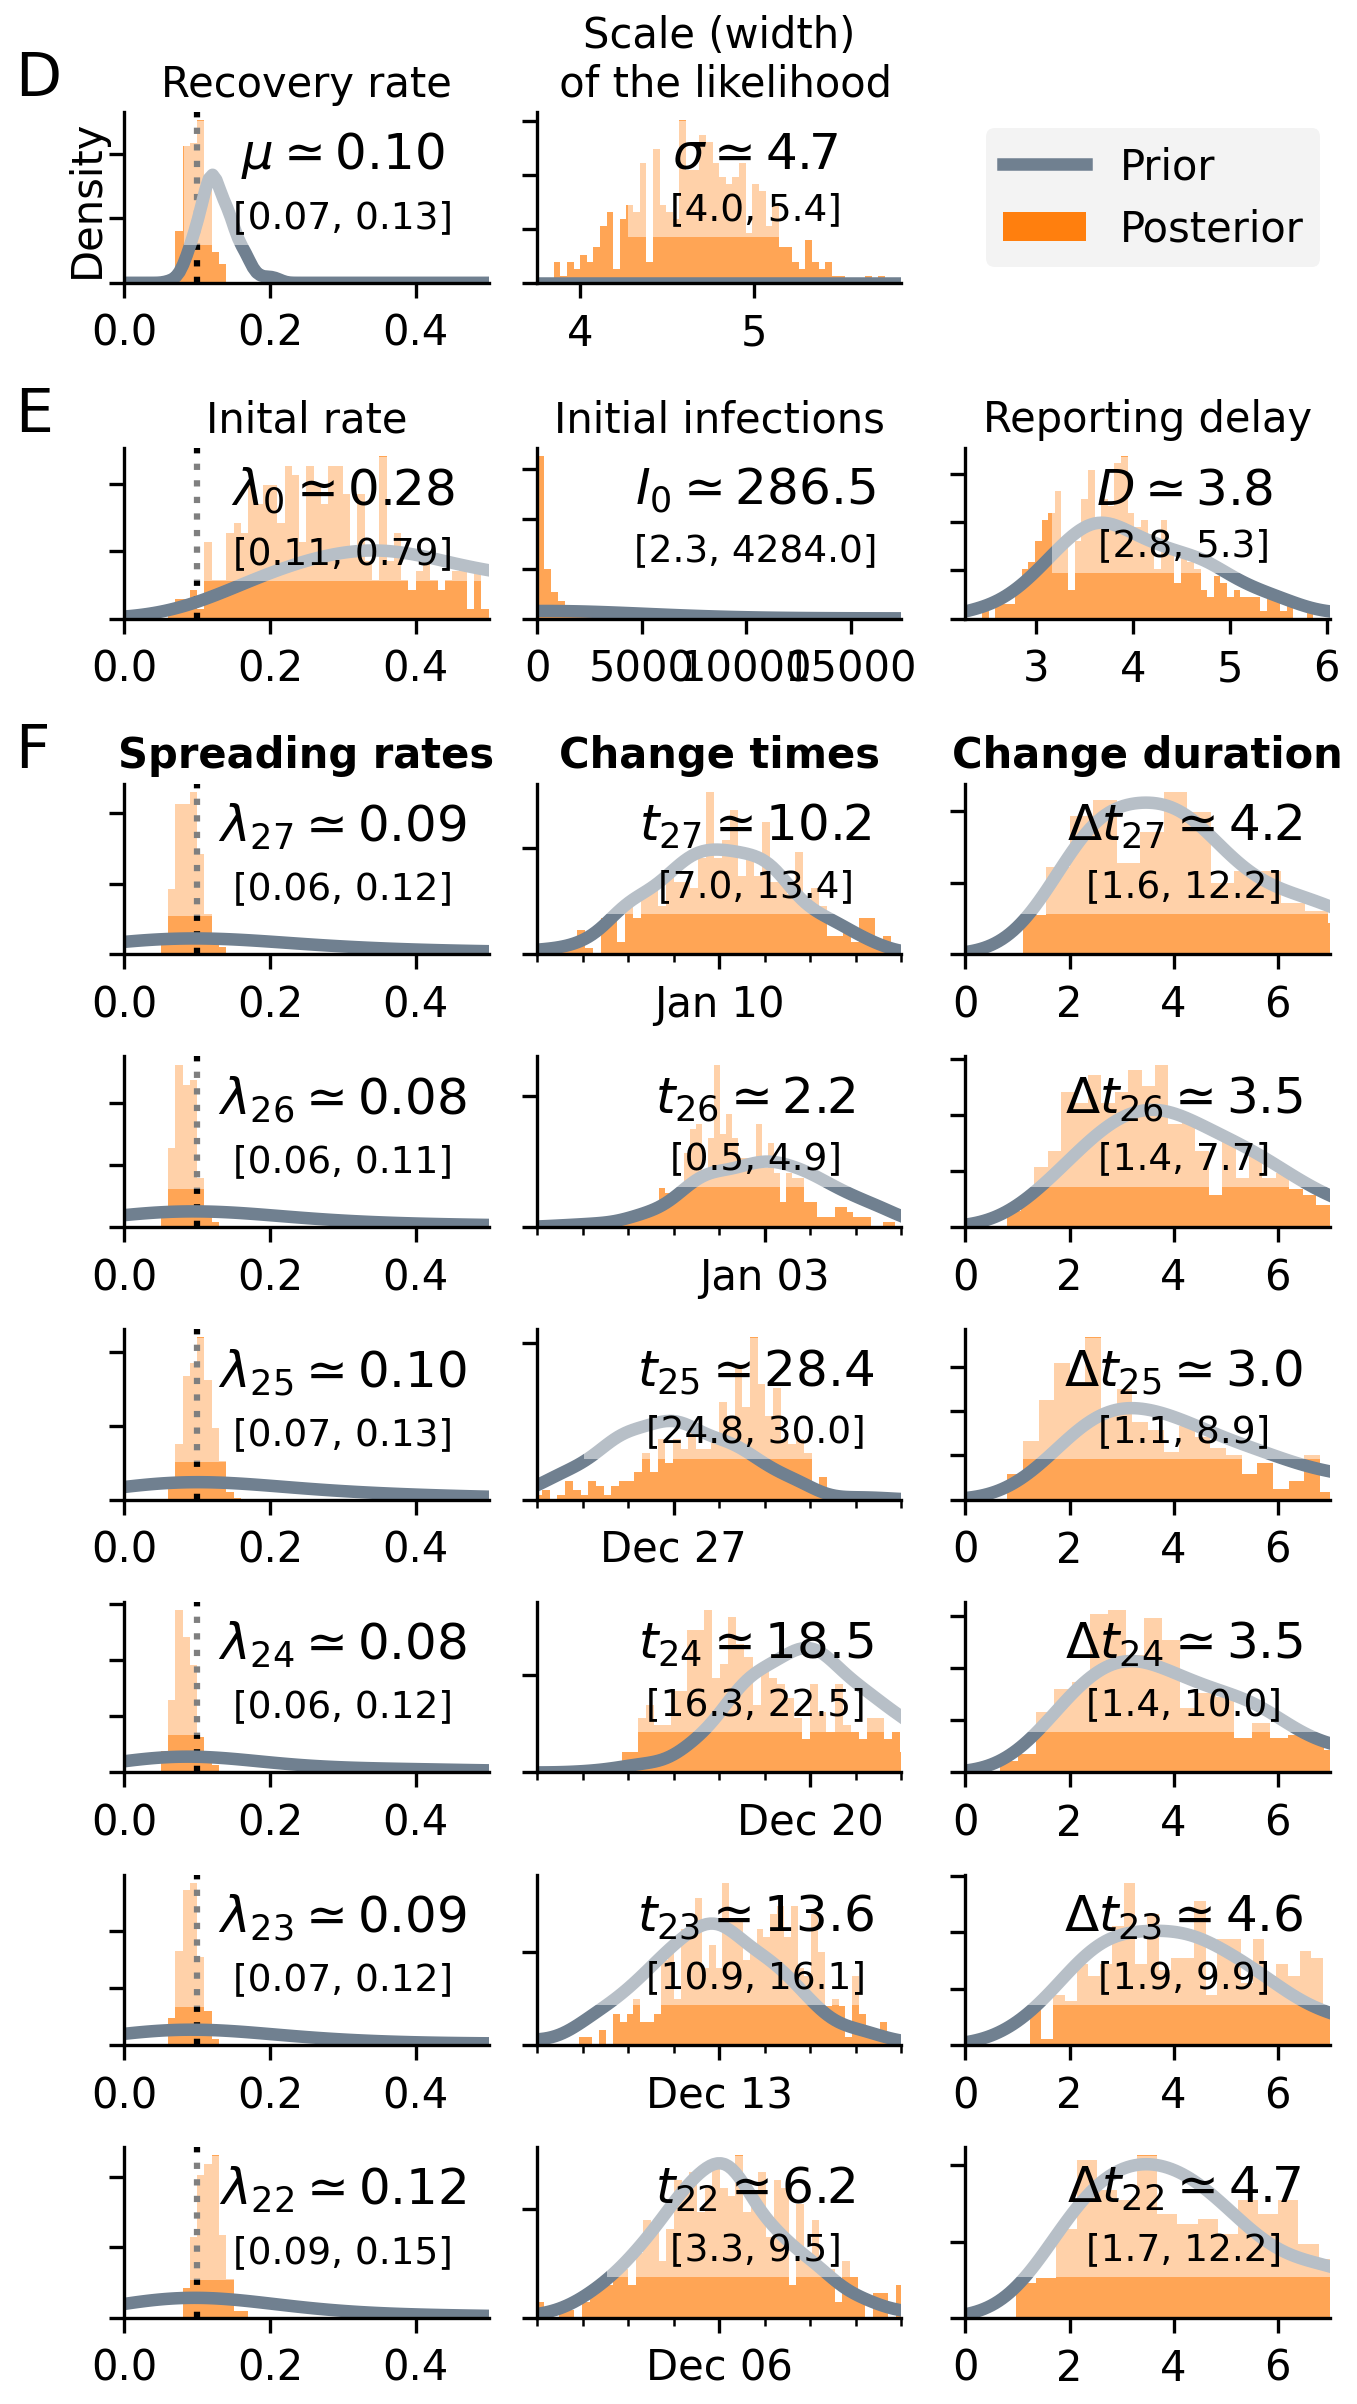 D
Recovery rate
Scale (width)
of the likelihood
Density
μ ≃ 0.10
[0.07, 0.13]
σ ≃ 4.7
[4.0, 5.4]
Prior
Posterior
0.0 0.2 0.4
4 5
E
Inital rate
Initial infections
Reporting delay
λ0 ≃ 0.28
[0.11, 0.79]
I0 ≃ 286.5
[2.3, 4284.0]
D ≃ 3.8
[2.8, 5.3]
0.0 0.2 0.4
0 5000 10000 15000
3 4 5 6
F
Spreading rates
Change times
Change duration
λ27 ≃ 0.09
[0.06, 0.12]
t27 ≃ 10.2
[7.0, 13.4]
Δt27 ≃ 4.2
[1.6, 12.2]
0.0 0.2 0.4
Jan 10
0 2 4 6
λ26 ≃ 0.08
[0.06, 0.11]
t26 ≃ 2.2
[0.5, 4.9]
Δt26 ≃ 3.5
[1.4, 7.7]
0.0 0.2 0.4
Jan 03
0 2 4 6
λ25 ≃ 0.10
[0.07, 0.13]
t25 ≃ 28.4
[24.8, 30.0]
Δt25 ≃ 3.0
[1.1, 8.9]
0.0 0.2 0.4
Dec 27
0 2 4 6
λ24 ≃ 0.08
[0.06, 0.12]
t24 ≃ 18.5
[16.3, 22.5]
Δt24 ≃ 3.5
[1.4, 10.0]
0.0 0.2 0.4
Dec 20
0 2 4 6
λ23 ≃ 0.09
[0.07, 0.12]
t23 ≃ 13.6
[10.9, 16.1]
Δt23 ≃ 4.6
[1.9, 9.9]
0.0 0.2 0.4
Dec 13
0 2 4 6
λ22 ≃ 0.12
[0.09, 0.15]
t22 ≃ 6.2
[3.3, 9.5]
Δt22 ≃ 4.7
[1.7, 12.2]
0.0 0.2 0.4
Dec 06
0 2 4 6